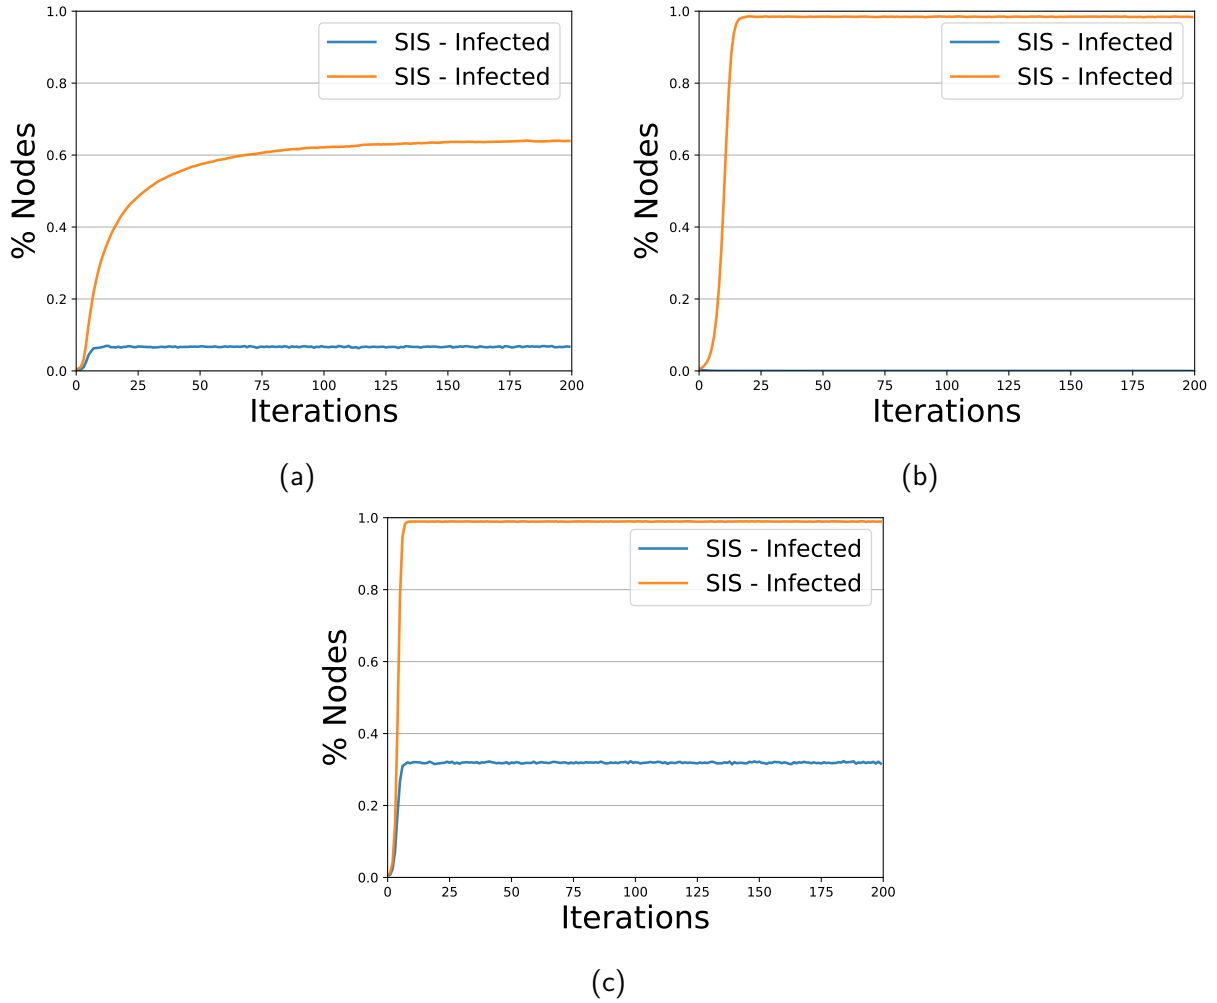 1.0
0.8
0.6
0.4
0.2
0.0
% Nodes
SIS - Infected
SIS - Infected
0 25 50 75 100 125 150 175 200
Iterations
(a)
1.0
0.8
0.6
0.4
0.2
0.0
% Nodes
SIS - Infected
SIS - Infected
0 25 50 75 100 125 150 175 200
Iterations
(b)
1.0
0.8
0.6
0.4
0.2
0.0
% Nodes
SIS - Infected
SIS - Infected
0 25 50 75 100 125 150 175 200
Iterations
(c)